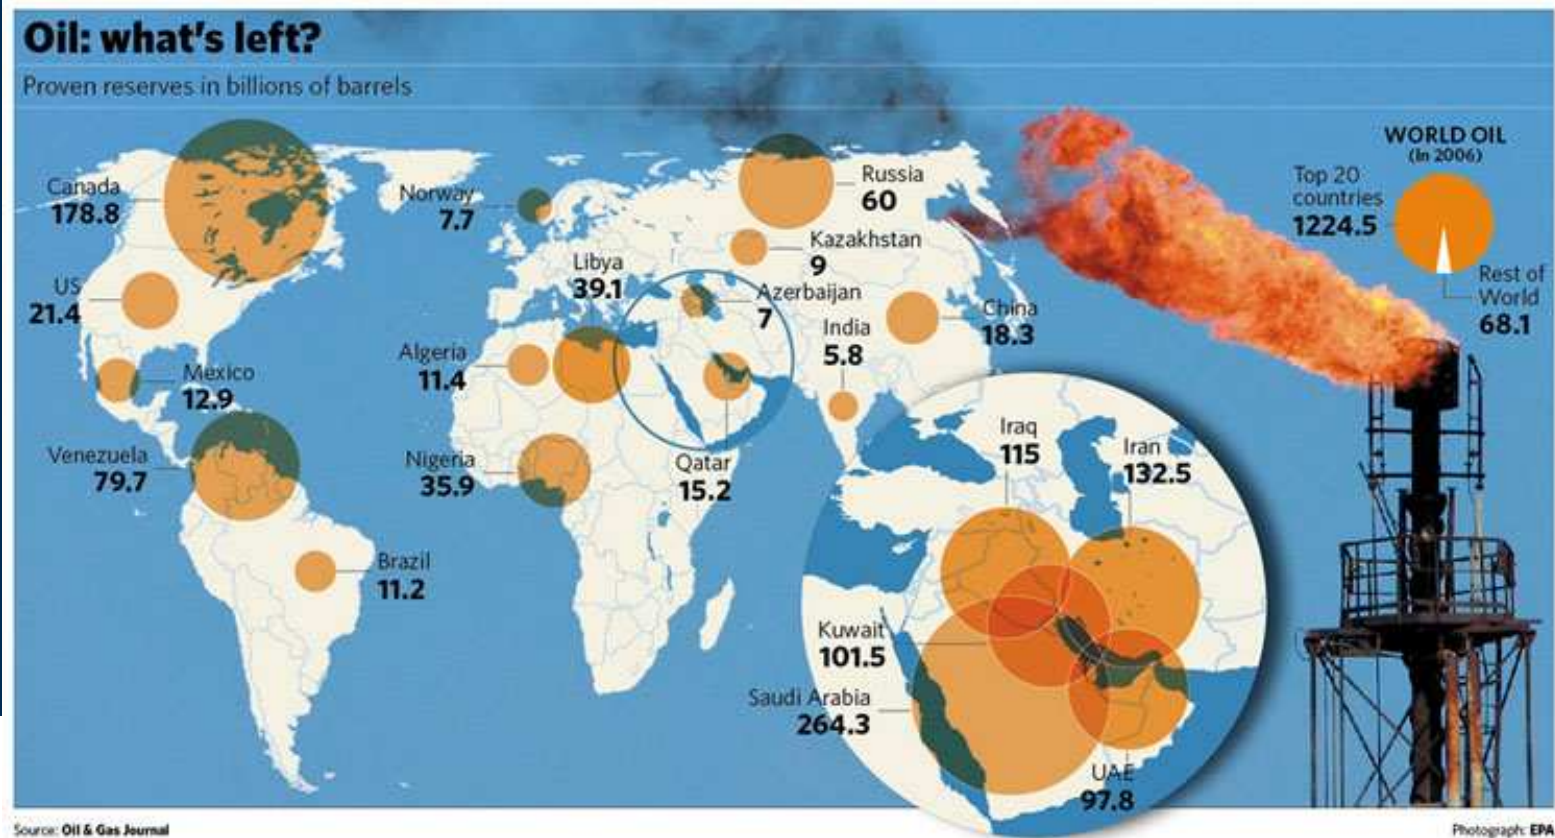 Oil: what's left?
Proven reserves in billions of barrels
Canada
178.8
US
21.4
Mexico
12.9
Venezuela
79.7
Brazil
11.2
Norway
7.7
Libya
39.1
Algeria
11.4
Nigeria
35.9
Qatar
15.2
Russia
60
Kazakhstan
9
Azerbaijan
7
India
5.8
China
18.3
Iraq
115
Iran
132.5
Kuwait
101.5
Saudi Arabia
264.3
UAE
97.8
WORLD OIL
(In 2006)
Top 20
countries
1224.5
Rest of
World
68.1
Source: Oil & Gas Journal
Photograph: EPA